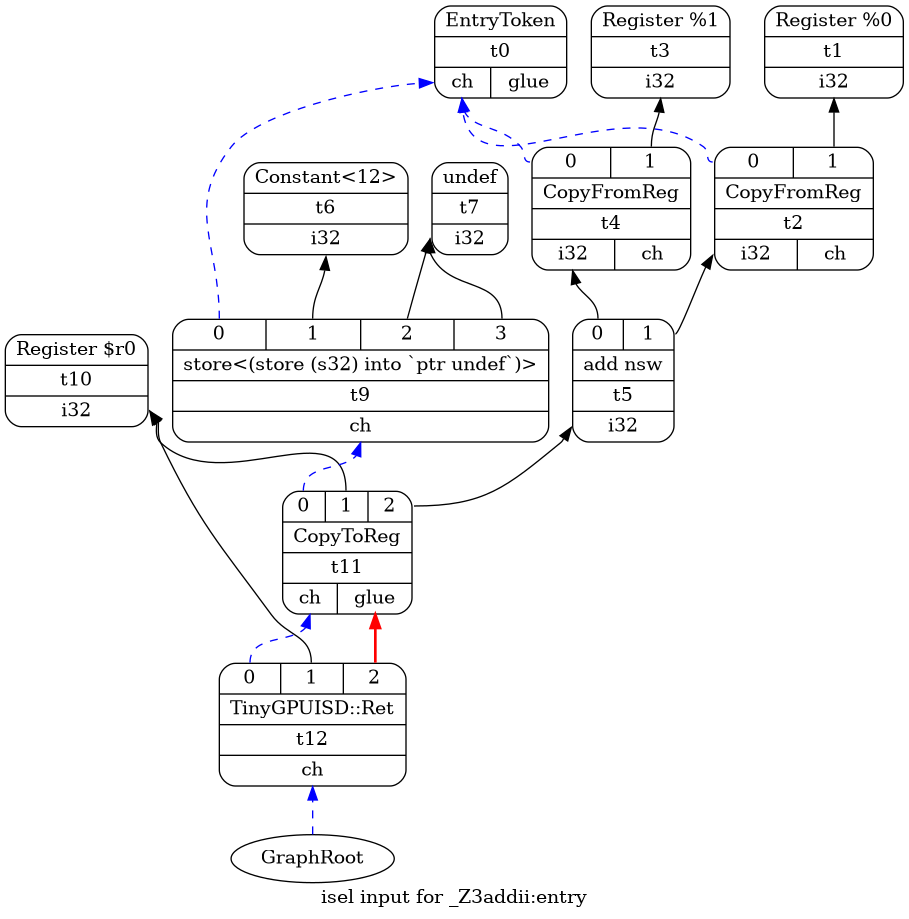 EntryToken
t0
ch glue
Register %1
t3
i32
Register %0
t1
i32
Constant<12>
t6
i32
undef
t7
i32
0 1
CopyFromReg
t4
i32 ch
0 1
CopyFromReg
t2
i32 ch
Register $r0
t10
i32
0 1 2 3
store<(store (s32) into `ptr undef`)>
t9
ch
0 1
add nsw
t5
i32
0 1 2
CopyToReg
t11
ch glue
0 1 2
TinyGPUISD::Ret
t12
ch
GraphRoot
isel input for _Z3addii:entry